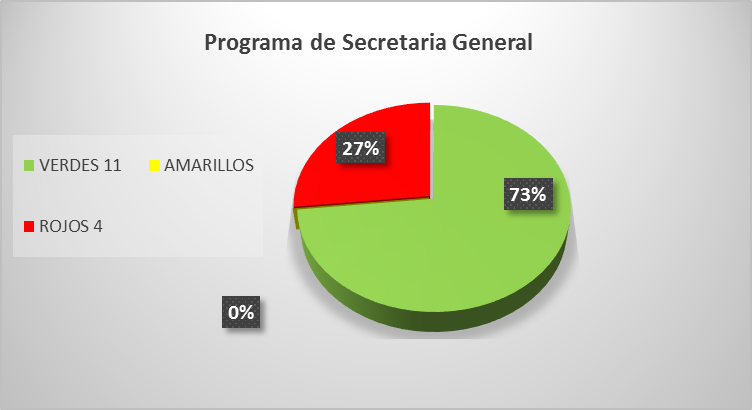 Programa de Secretaria General
VERDES 11
AMARILLOS
ROJOS 4
27%
73%
0%